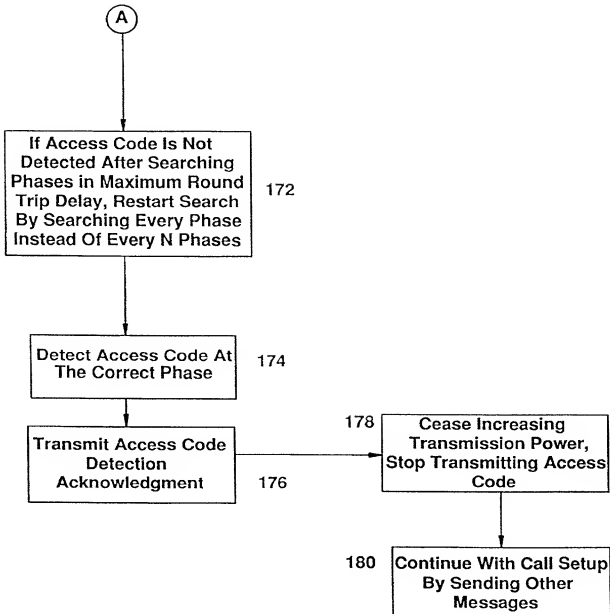 A
If Access Code Is Not
Detected After Searching
Phases in Maximum Round
Trip Delay, Restart Search
By Searching Every Phase
Instead Of Every N Phases
172
Detect Access Code At
The Correct Phase
174
Transmit Access Code
Detection
Acknowledgment
176
178
Cease Increasing
Transmission Power,
Stop Transmitting Access
Code
180
Continue With Call Setup
By Sending Other
Messages